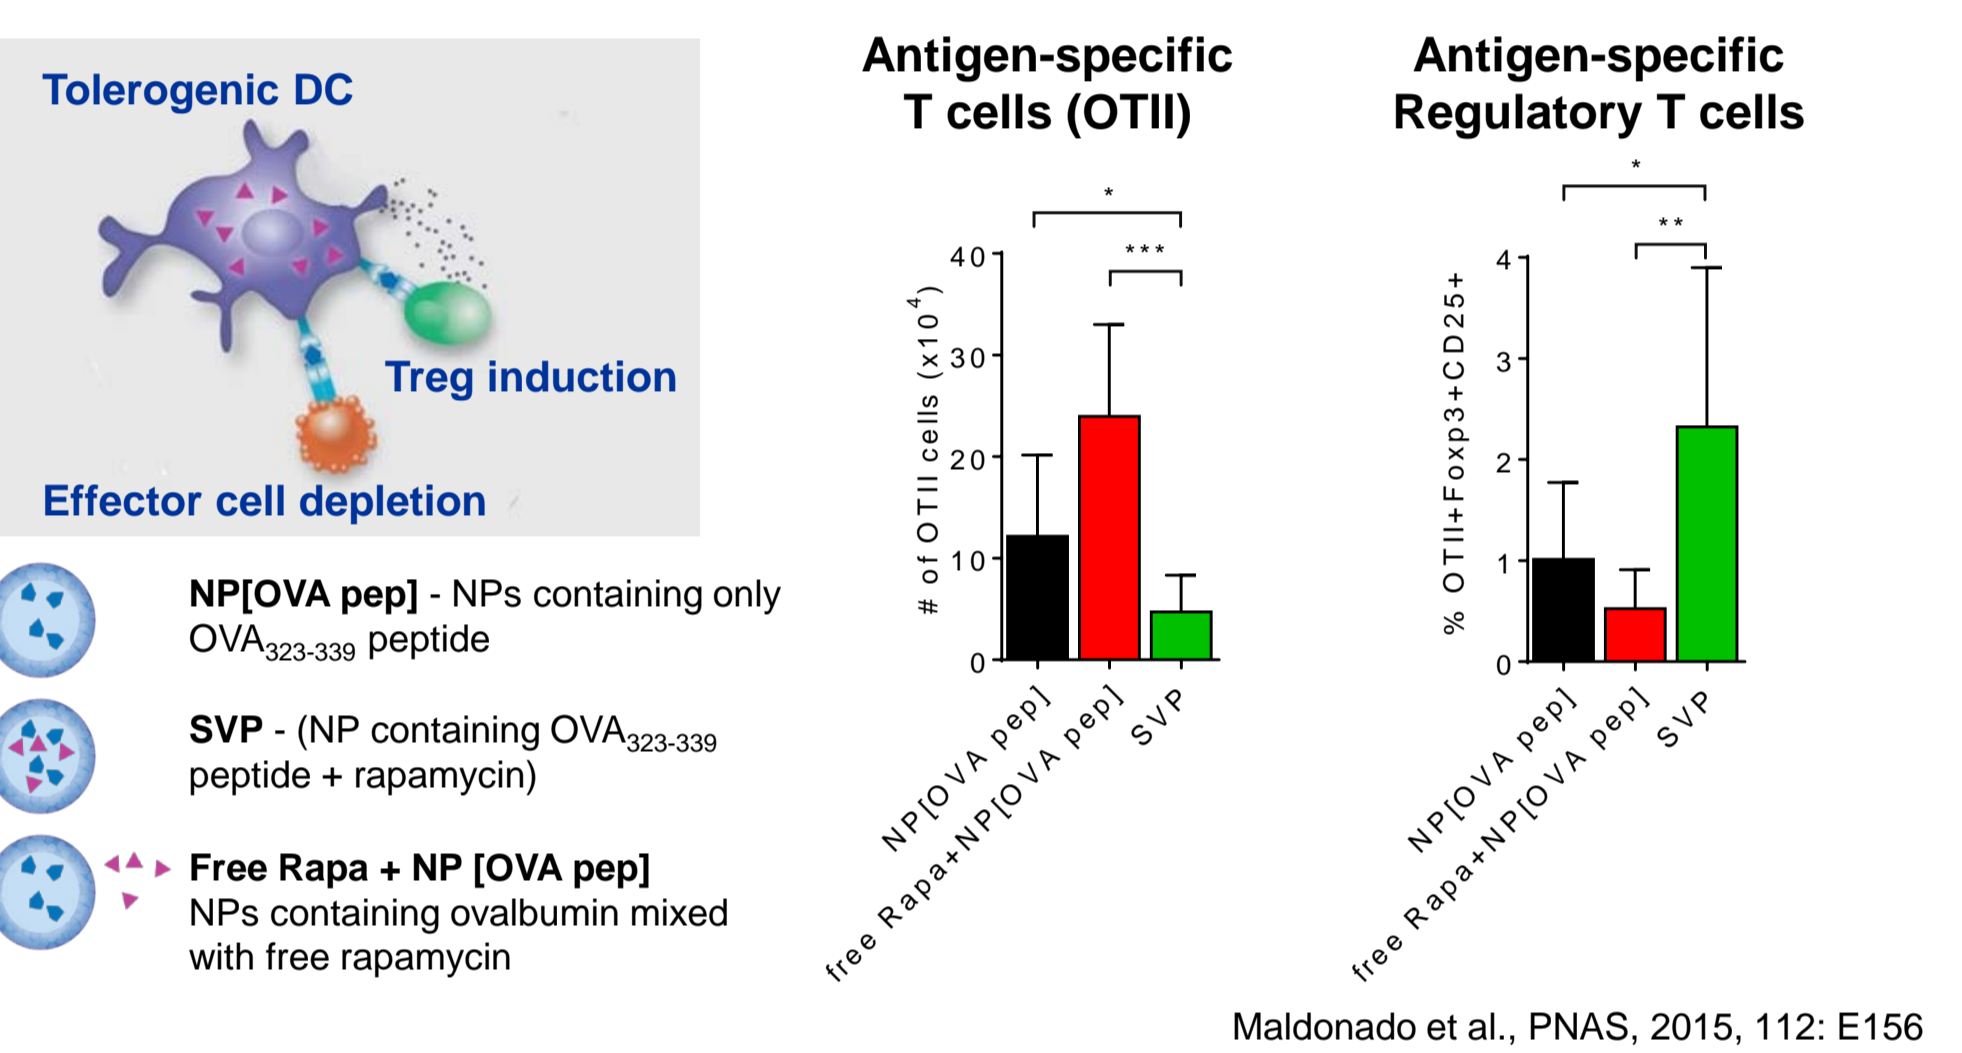 Tolerogenic DC
Treg induction
Effector cell depletion
NP[OVA pep] - NPs containing only
OVA323-339 peptide
SVP - (NP containing OVA323-339
peptide + rapamycin)
Free Rapa + NP [OVA pep]
NPs containing ovalbumin mixed
with free rapamycin
Antigen-specific
T cells (OTII)
*
***
# of OTII cells (x10^4)
40
30
20
10
0
NP[OVA pep]
free Rapa+NP[OVA pep]
SVP
Antigen-specific
Regulatory T cells
*
**
% OTII+Foxp3+CD25+
4
3
2
1
0
NP[OVA pep]
free Rapa+NP[OVA pep]
SVP
Maldonado et al., PNAS, 2015, 112: E156